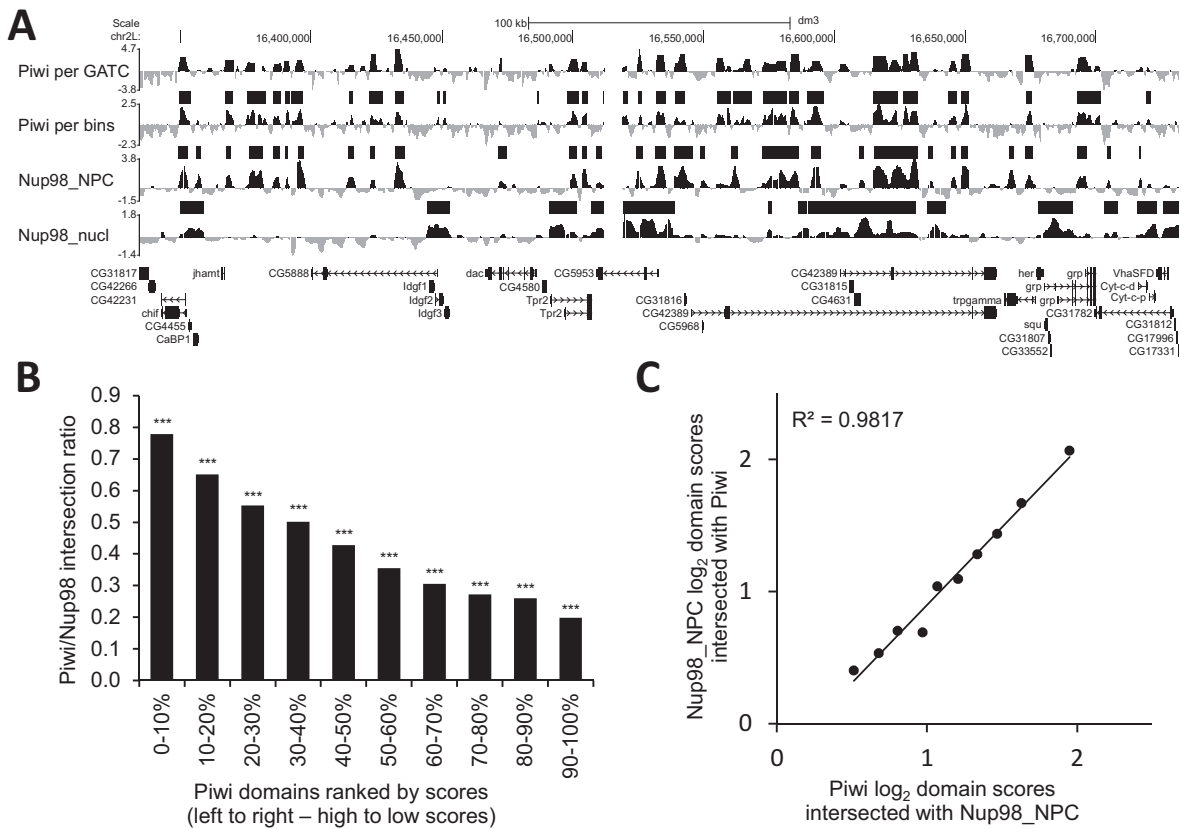 A
Scale
100 kb
dm3
chr2L:
16,400,000
16,450,000
16,500,000
16,550,000
16,600,000
16,650,000
16,700,000
4.7
Piwi per GATC
-3.8
2.5
Piwi per bins
-2.3
3.8
Nup98_NPC
-1.5
1.8
Nup98_nucl
-1.4
CG31817
jhamt
CG5888
dac
CG5953
CG42389
her
grp
VhaSFD
CG42266
Idgf1
CG4580
CG31815
grp
Cyt-c-d
CG42231
Idgf2
Tpr2
CG31816
CG4631
trpgamma
grp
Cyt-c-p
chif
Idgf3
Tpr2
CG42389
CG31782
CG4455
CG5968
squ
CG31812
CaBP1
CG31807
CG17996
CG33552
CG17331
B
Piwi/Nup98 intersection ratio
0.9
0.8
0.7
0.6
0.5
0.4
0.3
0.2
0.1
0.0
***
***
***
***
***
***
***
***
***
***
0-10%
10-20%
20-30%
30-40%
40-50%
50-60%
60-70%
70-80%
80-90%
90-100%
Piwi domains ranked by scores
(left to right – high to low scores)
C
R² = 0.9817
Nup98_NPC log₂ domain scores
intersected with Piwi
2
1
0
0
1
2
Piwi log₂ domain scores
intersected with Nup98_NPC